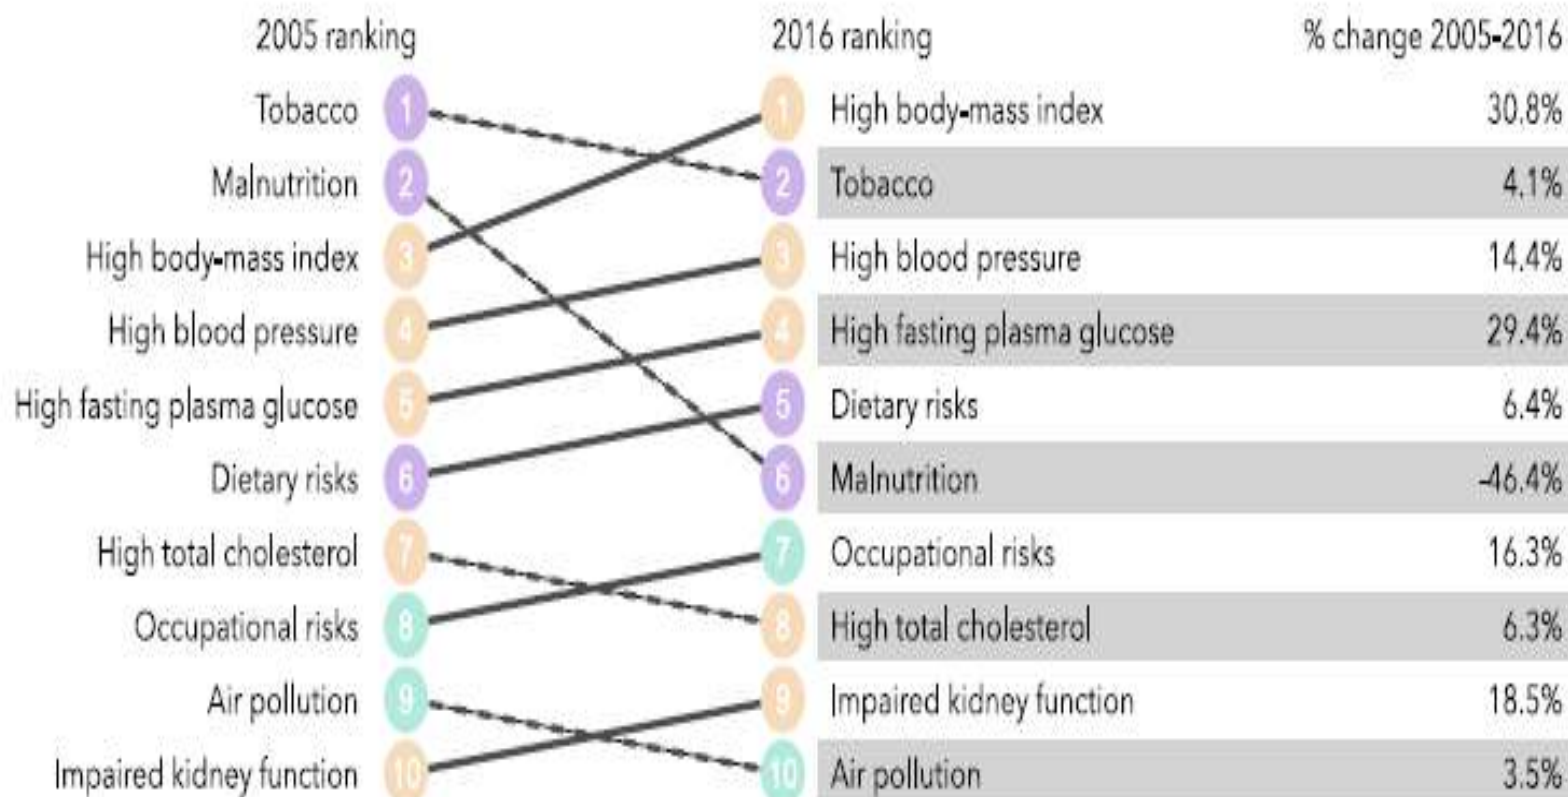 2005 ranking 2016 ranking % change 2005-2016
Tobacco 1 1 High body-mass index 30.8%
Malnutrition 2 2 Tobacco 4.1%
High body-mass index 3 3 High blood pressure 14.4%
High blood pressure 4 4 High fasting plasma glucose 29.4%
High fasting plasma glucose 5 5 Dietary risks 6.4%
Dietary risks 6 6 Malnutrition -46.4%
High total cholesterol 7 7 Occupational risks 16.3%
Occupational risks 8 8 High total cholesterol 6.3%
Air pollution 9 9 Impaired kidney function 18.5%
Impaired kidney function 10 10 Air pollution 3.5%